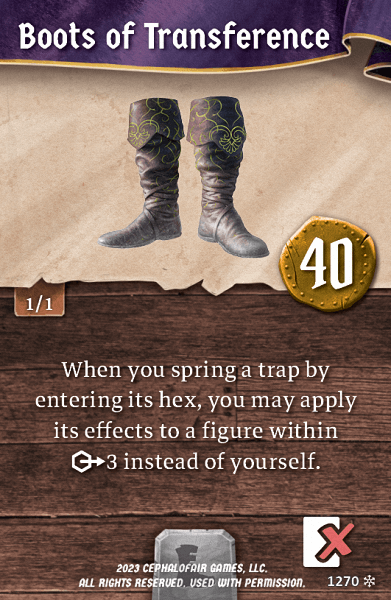 Boots of Transference
40
1/1
When you spring a trap by
entering its hex, you may apply
its effects to a figure within
3 instead of yourself.
2023 CEPHALOFAIR GAMES, LLC.
ALL RIGHTS RESERVED. USED WITH PERMISSION.
1270